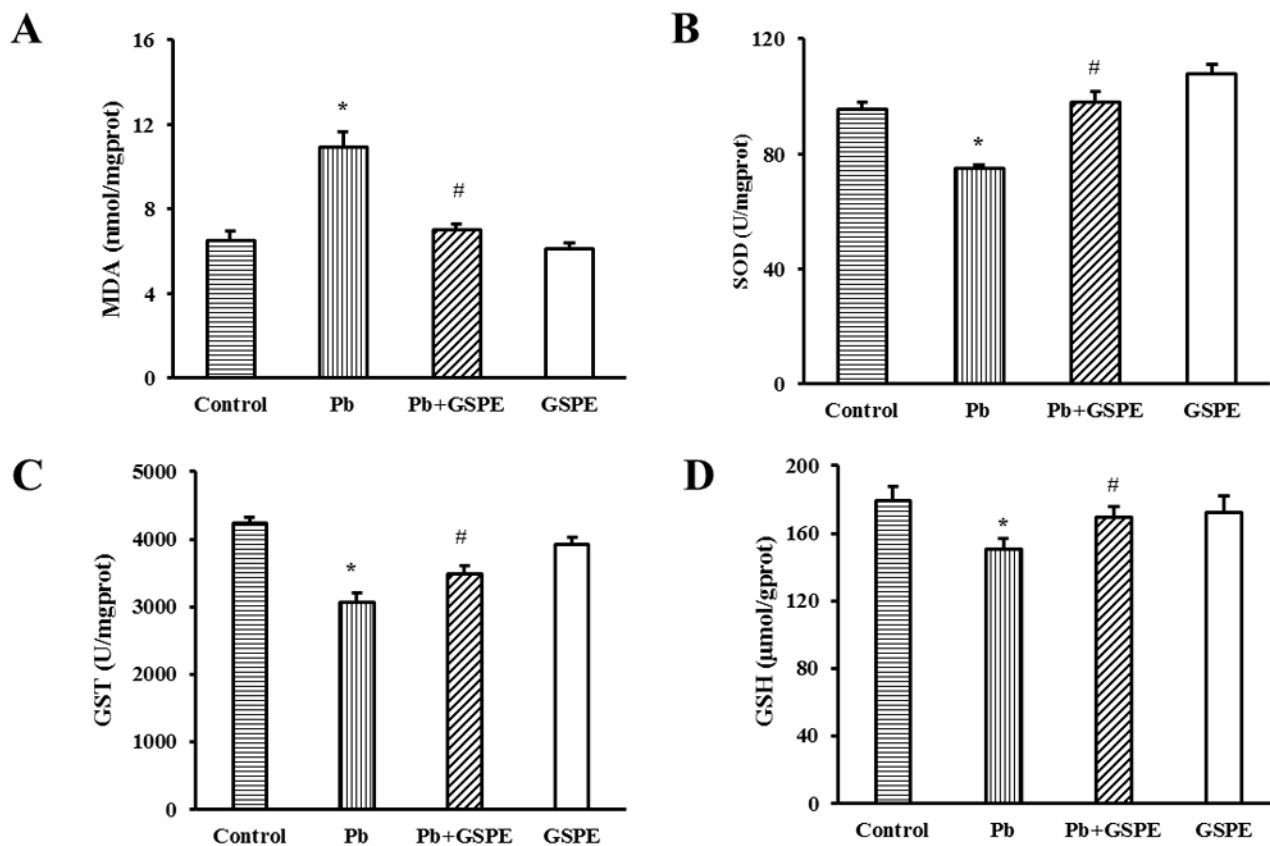 A
MDA (nmol/mgprot)
16
12
8
4
0
*
#
Control Pb Pb+GSPE GSPE
B
SOD (U/mgprot)
120
80
40
0
*
#
Control Pb Pb+GSPE GSPE
C
GST (U/mgprot)
5000
4000
3000
2000
1000
0
*
#
Control Pb Pb+GSPE GSPE
D
GSH (μmol/gprot)
200
160
120
80
40
0
*
#
Control Pb Pb+GSPE GSPE